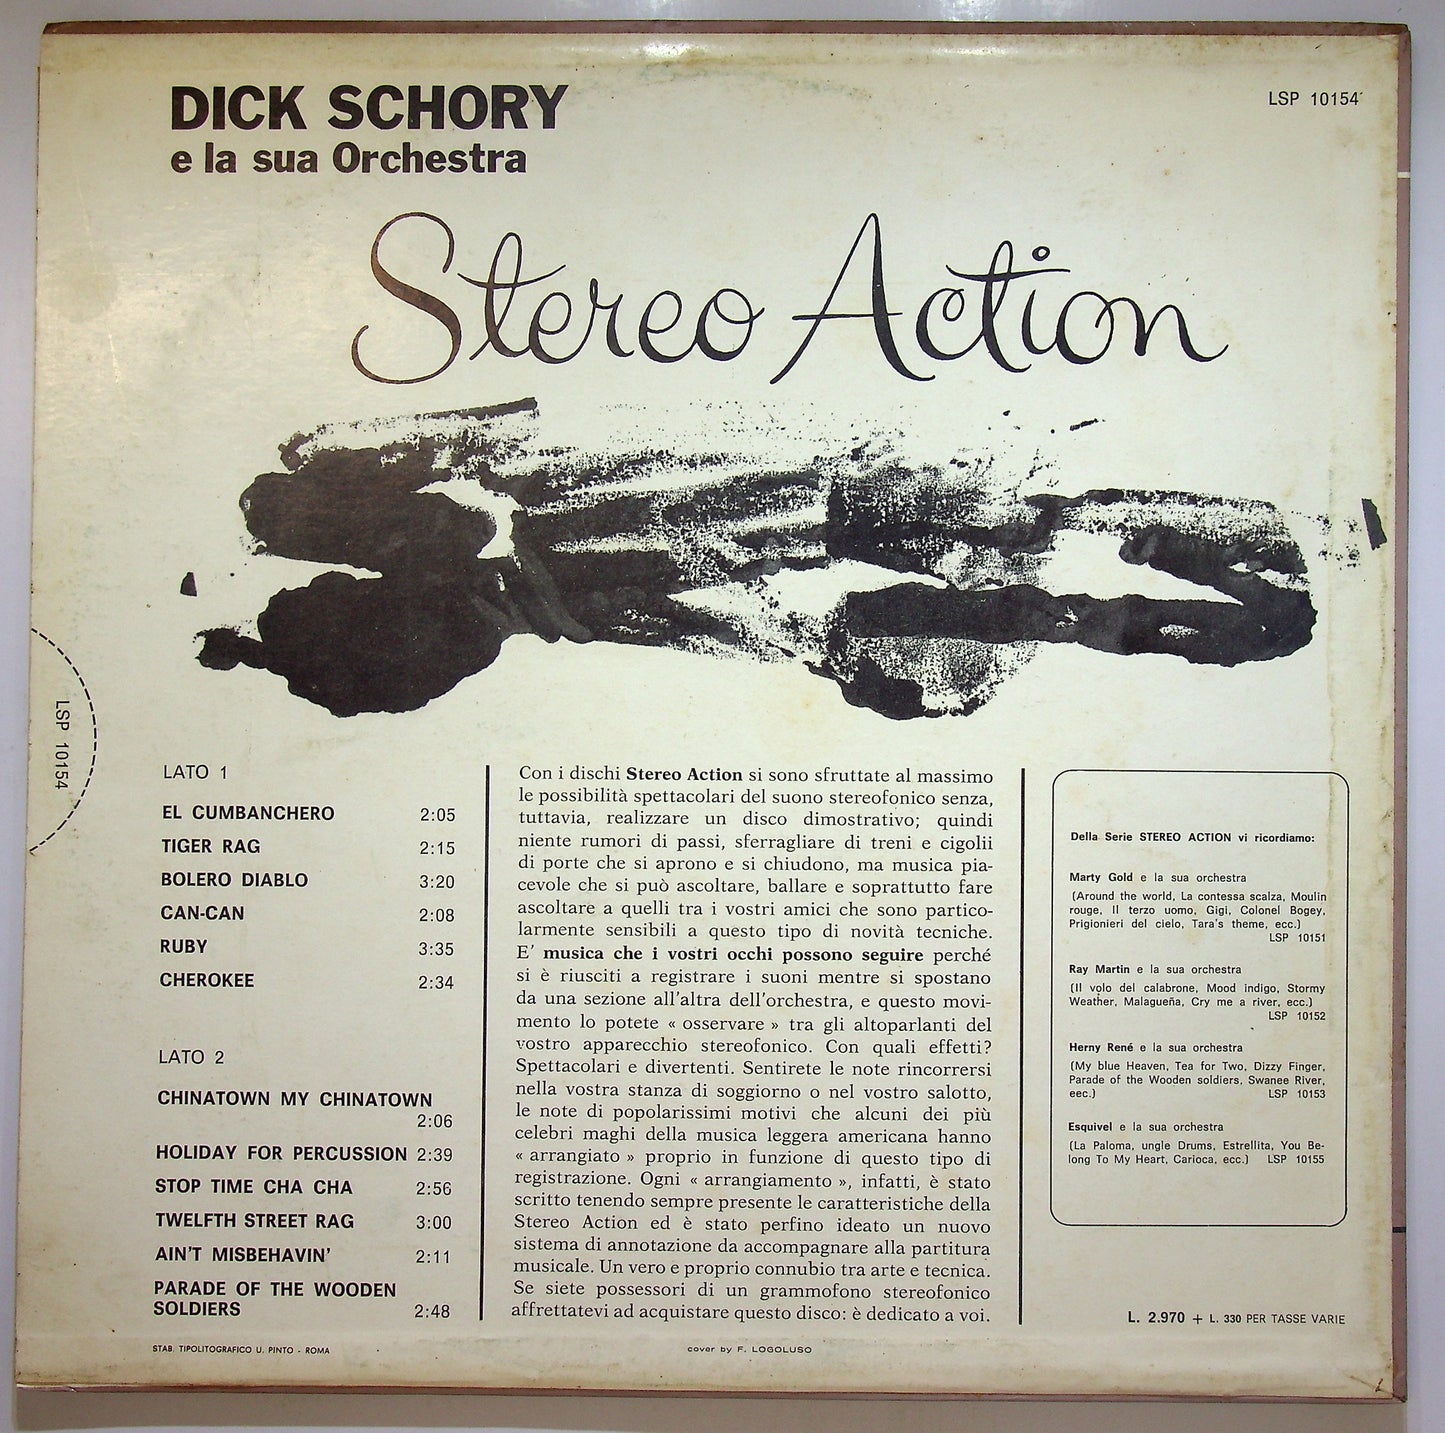 DICK SCHORY
e la sua Orchestra
LSP 10154
Stereo Action
LSP 10154
LATO 1
EL CUMBANCHERO 2:05
TIGER RAG 2:15
BOLERO DIABLO 3:20
CAN-CAN 2:08
RUBY 3:35
CHEROKEE 2:34
LATO 2
CHINATOWN MY CHINATOWN
2:06
HOLIDAY FOR PERCUSSION 2:39
STOP TIME CHA CHA 2:56
TWELFTH STREET RAG 3:00
AIN'T MISBEHAVIN' 2:11
PARADE OF THE WOODEN
SOLDIERS 2:48
Con i dischi Stereo Action si sono sfruttate al massimo
le possibilità spettacolari del suono stereofonico senza,
tuttavia, realizzare un disco dimostrativo; quindi
niente rumori di passi, sferragliare di treni e cigolii
di porte che si aprono e si chiudono, ma musica pia-
cevole che si può ascoltare, ballare e soprattutto fare
ascoltare a quelli tra i vostri amici che sono partico-
larmente sensibili a questo tipo di novità tecniche.
E' musica che i vostri occhi possono seguire perché
si è riusciti a registrare i suoni mentre si spostano
da una sezione all'altra dell'orchestra, e questo movi-
mento lo potete « osservare » tra gli altoparlanti del
vostro apparecchio stereofonico. Con quali effetti?
Spettacolari e divertenti. Sentirete le note rincorrersi
nella vostra stanza di soggiorno o nel vostro salotto,
le note di popolarissimi motivi che alcuni dei più
celebri maghi della musica leggera americana hanno
« arrangiato » proprio in funzione di questo tipo di
registrazione. Ogni « arrangiamento », infatti, è stato
scritto tenendo sempre presente le caratteristiche della
Stereo Action ed è stato perfino ideato un nuovo
sistema di annotazione da accompagnare alla partitura
musicale. Un vero e proprio connubio tra arte e tecnica.
Se siete possessori di un grammofono stereofonico
affrettatevi ad acquistare questo disco: è dedicato a voi.
Della Serie STEREO ACTION vi ricordiamo:
Marty Gold e la sua orchestra
(Around the world, La contessa scalza, Moulin
rouge, Il terzo uomo, Gigi, Colonel Bogey,
Prigionieri del cielo, Tara's theme, ecc.)
LSP 10151
Ray Martin e la sua orchestra
(Il volo del calabrone, Mood indigo, Stormy
Weather, Malagueña, Cry me a river, ecc.)
LSP 10152
Herny René e la sua orchestra
(My blue Heaven, Tea for Two, Dizzy Finger,
Parade of the Wooden soldiers, Swanee River,
eec.) LSP 10153
Esquivel e la sua orchestra
(La Paloma, ungle Drums, Estrellita, You Be-
long To My Heart, Carioca, ecc.) LSP 10155
L. 2.970 + L. 330 PER TASSE VARIE
STAB. TIPOLITOGRAFICO U. PINTO - ROMA
cover by F. LOGOLUSO